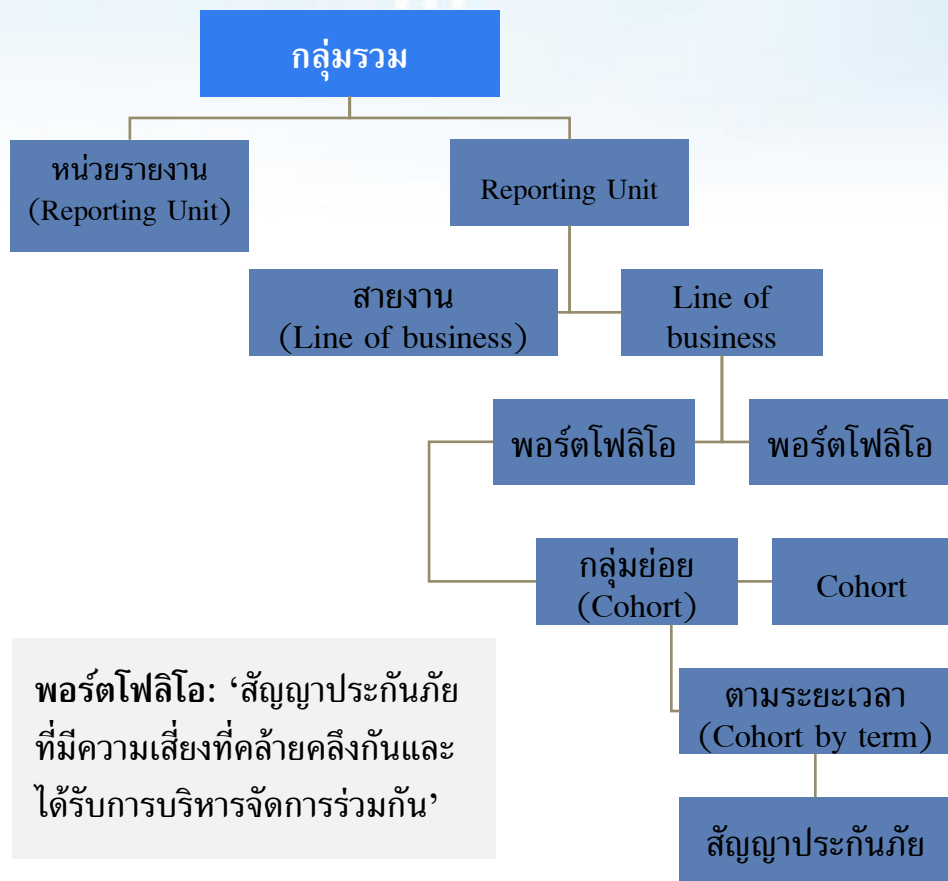 กลุ่มรวม
หน่วยรายงาน
(Reporting Unit)
Reporting Unit
สายงาน
(Line of business)
Line of
business
พอร์ตโฟลิโอ
พอร์ตโฟลิโอ
กลุ่มย่อย
(Cohort)
Cohort
ตามระยะเวลา
(Cohort by term)
สัญญาประกันภัย
พอร์ตโฟลิโอ: ‘สัญญาประกันภัย
ที่มีความเสี่ยงที่คล้ายคลึงกันและ
ได้รับการบริหารจัดการร่วมกัน’